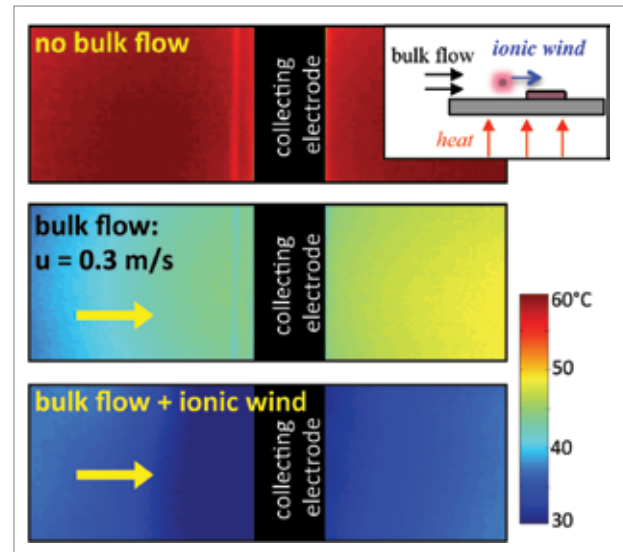 no bulk flow
collecting
electrode
bulk flow
ionic wind
heat
bulk flow:
u = 0.3 m/s
collecting
electrode
60°C
50
40
30
bulk flow + ionic wind
collecting
electrode